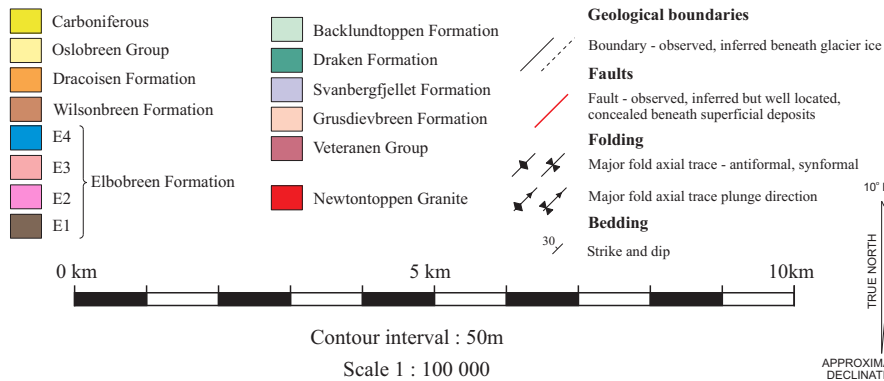 Carboniferous
Oslobreen Group
Dracoisen Formation
Wilsonbreen Formation
E4
E3
E2
E1
Elbobreen Formation
Backlundtoppen Formation
Draken Formation
Svanbergfjellet Formation
Grusdievbreen Formation
Veteranen Group
Newtontoppen Granite
Geological boundaries
Boundary - observed, inferred beneath glacier ice
Faults
Fault - observed, inferred but well located,
concealed beneath superficial deposits
Folding
Major fold axial trace - antiformal, synformal
Major fold axial trace plunge direction
Bedding
30
Strike and dip
0 km
5 km
10km
Contour interval : 50m
Scale 1 : 100 000
10°
TRUE NORTH
APPROXIMA
DECLINATI